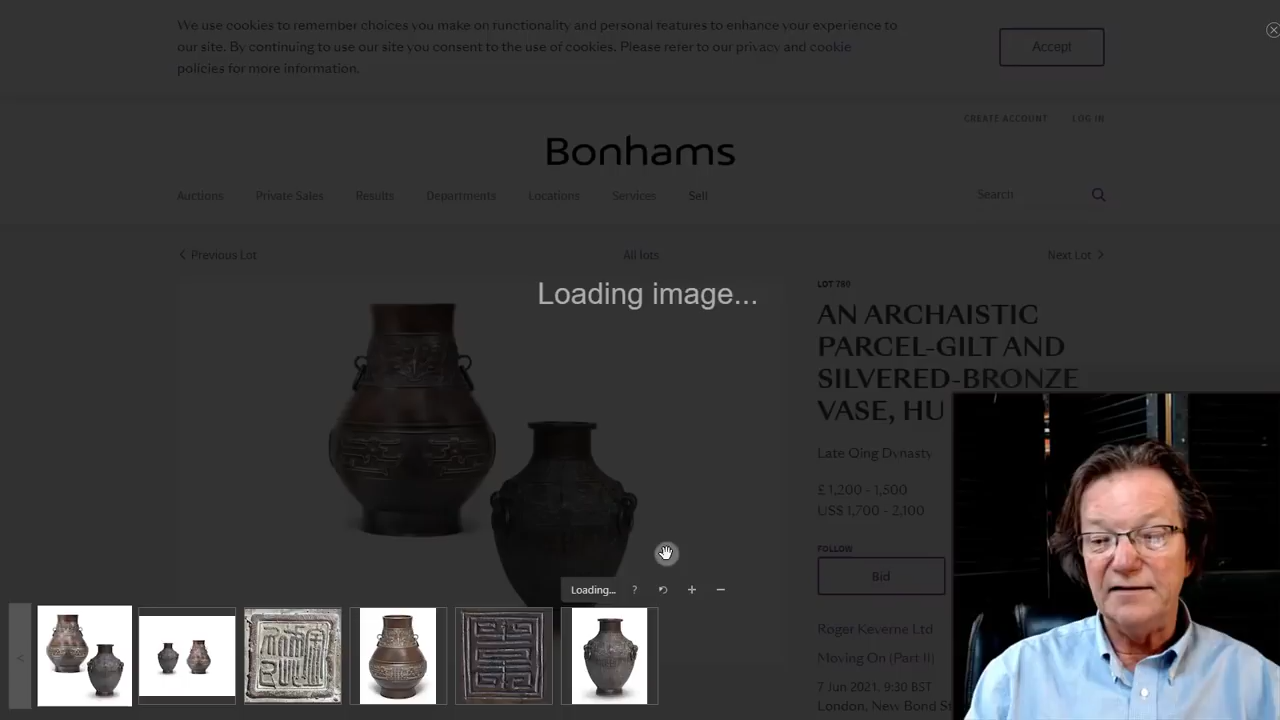 We use cookies to remember choices you make on functionality and personal features to enhance your experience to
our site. By continuing to use our site you consent to the use of cookies. Please rerer to our privacy and cookie
policies for more information.
Accept
CREATE ACCOUNT
LOG IN
Bonhams
Auctions
Private Sales
Results
Departments
Locations
Services
Sell
Search
< Previous Lot
All lots
Next Lot >
Loading image...
LOT 780
AN ARCHAISTIC
PARCEL-GILT AND
SILVERED-BRONZE
VASE, HU
Late Qing Dynasty
£ 1,200 - 1,500
US$ 1,700 - 2,100
FOLLOW
Bid
Loading...
?
+
−
<
Roger Keverne Ltd
Moving On (Part II)
7 Jun 2021, 9:30 BST
London, New Bond St